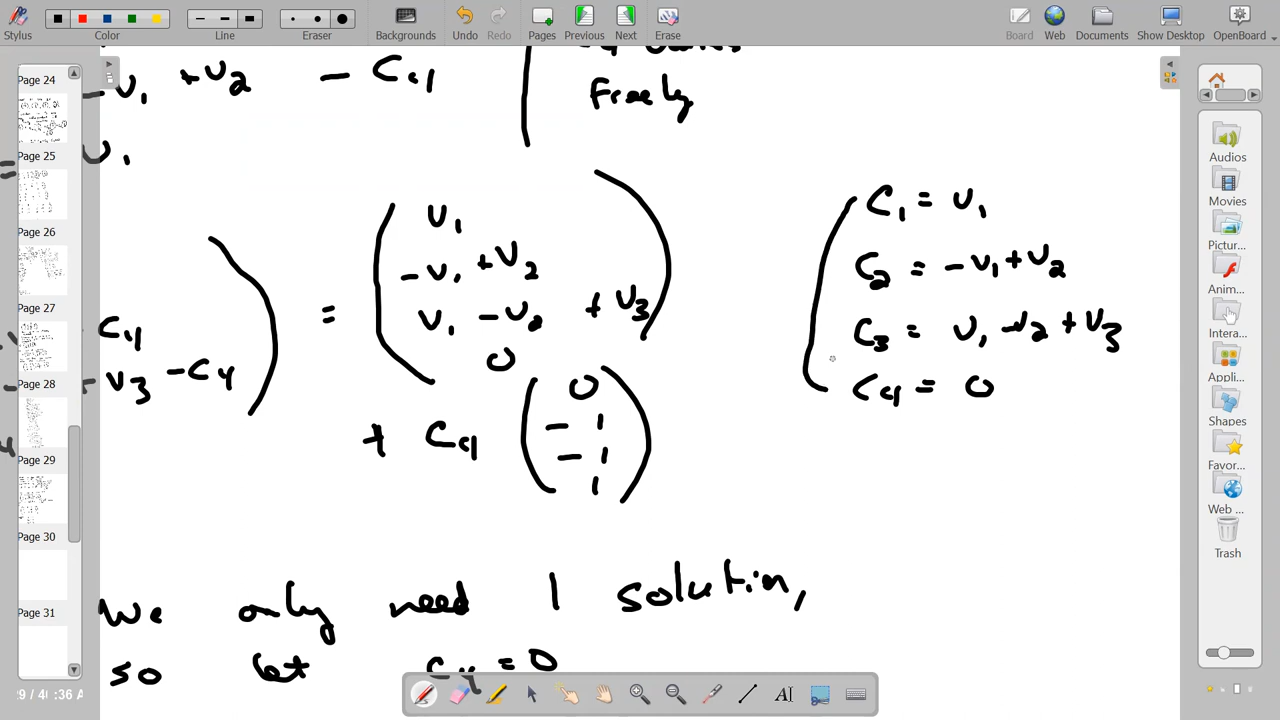 Stylus
Line
Eraser
Backgrounds
Undo
Redo
Pages
Previous
Next
Erase
Board
Web
Documents
Show Desktop
OpenBoard
Page 24
Page 25
Page 26
Page 27
Page 28
Page 29
Page 30
Page 31
29 / 4
:36 A
Audios
Movies
Pictur...
Anim...
Intera...
Appli...
Shapes
Favor...
Web ...
Trash
- v1 + v2 - c4
Freely
= v1
c4
v3 - c4
=
v1
-v1 + v2
v1 - v2 + v3
0
+ c4
0
-1
-1
1
c1 = v1
c2 = -v1 + v2
c3 = v1 - v2 + v3
c4 = 0
We only need 1 solution,
so let c4 = 0